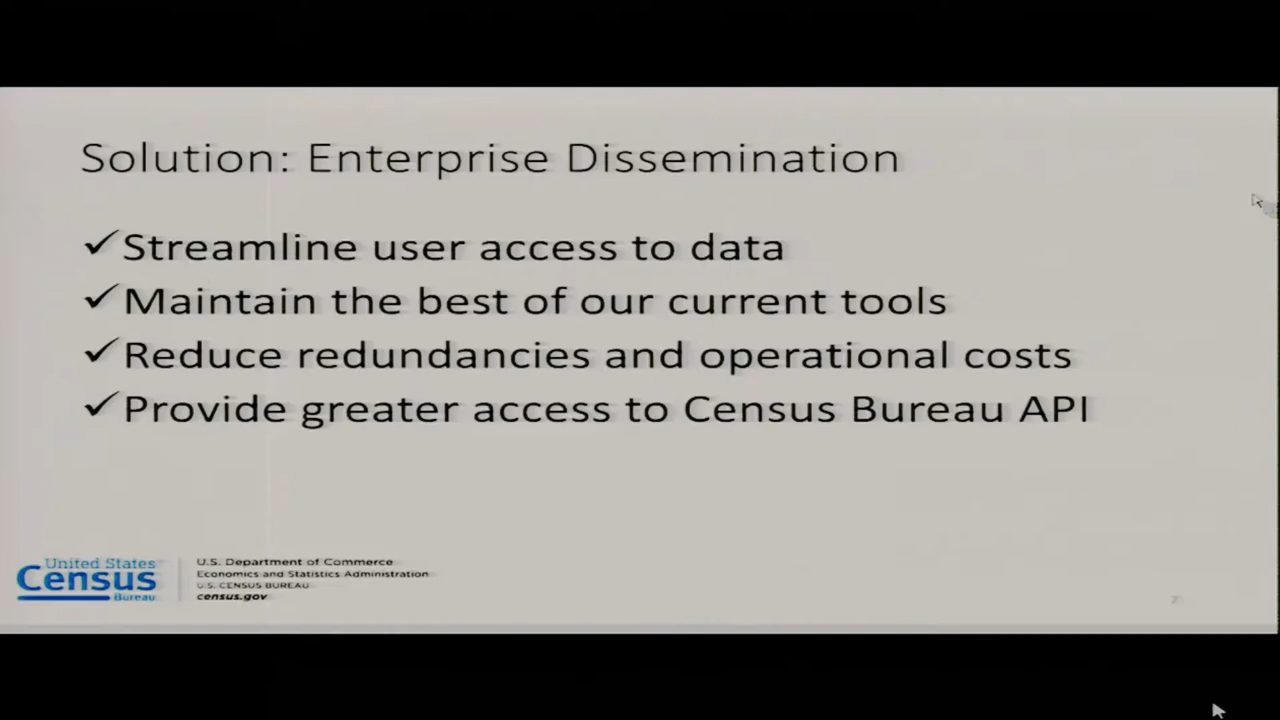 Solution: Enterprise Dissemination
✓Streamline user access to data
✓Maintain the best of our current tools
✓Reduce redundancies and operational costs
✓Provide greater access to Census Bureau API
United States
Census
Bureau
U.S. Department of Commerce
Economics and Statistics Administration
U.S. CENSUS BUREAU
census.gov
7